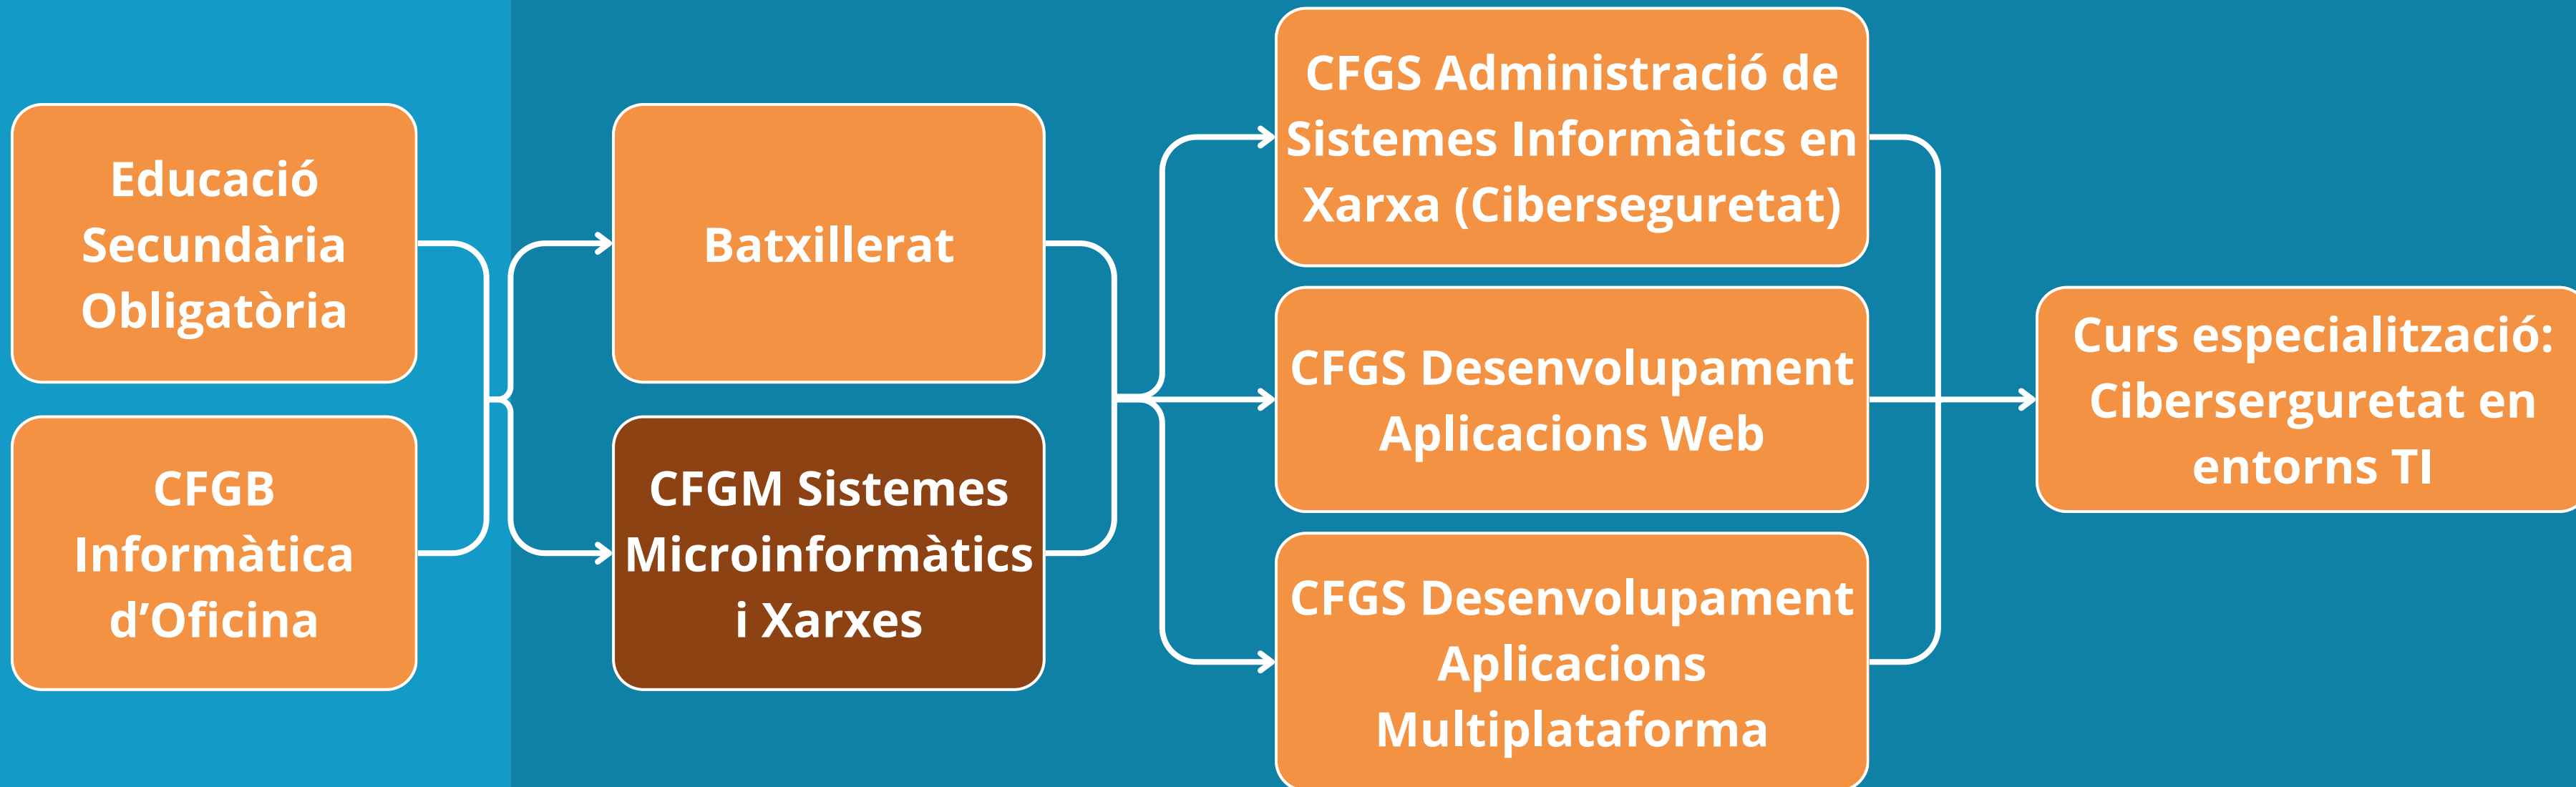 Educació
Secundària
Obligatòria
CFGB
Informàtica
d’Oficina
Batxillerat
CFGM Sistemes
Microinformàtics
i Xarxes
CFGS Administració de
Sistemes Informàtics en
Xarxa (Ciberseguretat)
CFGS Desenvolupament
Aplicacions Web
CFGS Desenvolupament
Aplicacions
Multiplataforma
Curs especialització:
Ciberserguretat en
entorns TI